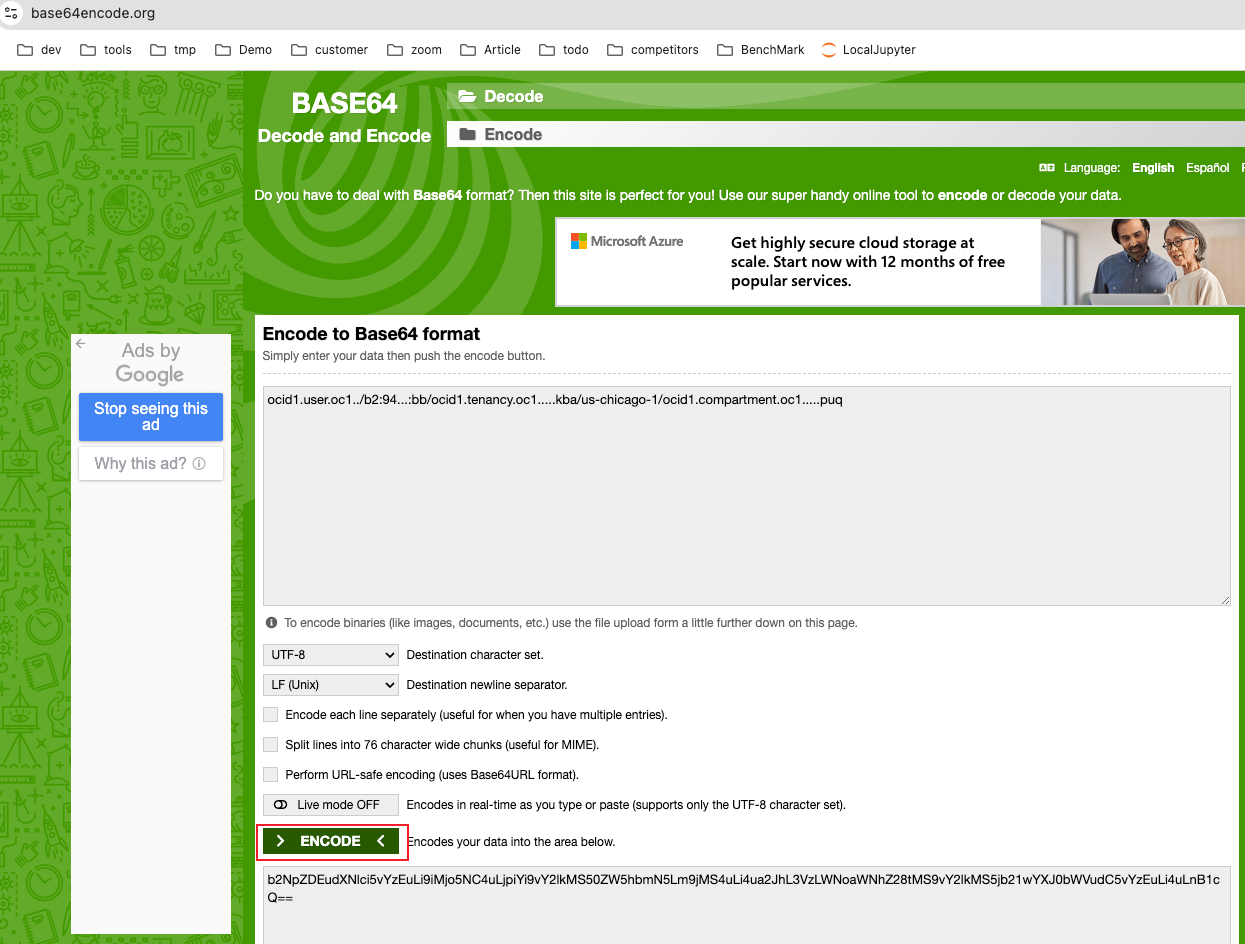 base64encode.org
dev tools tmp Demo customer zoom Article todo competitors BenchMark LocalJupyter
BASE64
Decode and Encode
Decode
Encode
Language: English Español
Do you have to deal with Base64 format? Then this site is perfect for you! Use our super handy online tool to encode or decode your data.
Microsoft Azure
Get highly secure cloud storage at
scale. Start now with 12 months of free
popular services.
Ads by
Google
Stop seeing this
ad
Why this ad?
Encode to Base64 format
Simply enter your data then push the encode button.
ocid1.user.oc1../b2:94...:bb/ocid1.tenancy.oc1.....kba/us-chicago-1/ocid1.compartment.oc1.....puq
To encode binaries (like images, documents, etc.) use the file upload form a little further down on this page.
UTF-8 Destination character set.
LF (Unix) Destination newline separator.
Encode each line separately (useful for when you have multiple entries).
Split lines into 76 character wide chunks (useful for MIME).
Perform URL-safe encoding (uses Base64URL format).
Live mode OFF Encodes in real-time as you type or paste (supports only the UTF-8 character set).
> ENCODE < Encodes your data into the area below.
b2NpZDEudXNlci5vYzEuLi9iMjo5NC4uLjpiYi9vY2lkMS50ZW5hbmN5Lm9jMS4uLi4ua2JhL3VzLWNoaWNhZ28tMS9vY2lkMS5jb21wYXJ0bWVudC5vYzEuLi4uLnB1c
Q==